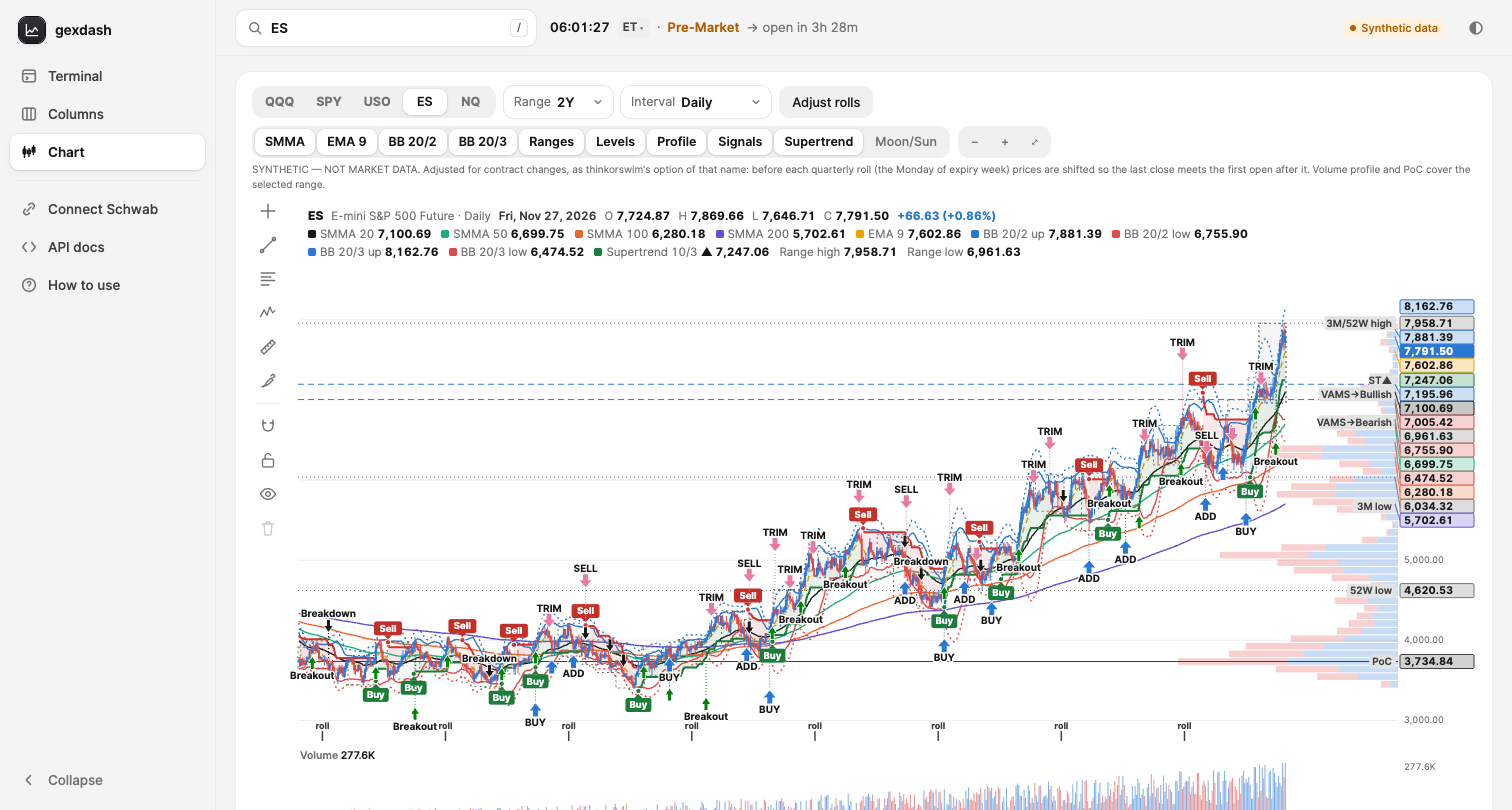 gexdash
ES
/
06:01:27 ET · Pre-Market → open in 3h 28m
Synthetic data
Terminal
Columns
Chart
Connect Schwab
API docs
How to use
Collapse
QQQ SPY USO ES NQ Range 2Y Interval Daily Adjust rolls
SMMA EMA 9 BB 20/2 BB 20/3 Ranges Levels Profile Signals Supertrend Moon/Sun − +
SYNTHETIC — NOT MARKET DATA. Adjusted for contract changes, as thinkorswim's option of that name: before each quarterly roll (the Monday of expiry week) prices are shifted so the last close meets the first open after it. Volume profile and PoC cover the
selected range.
ES E-mini S&P 500 Future · Daily Fri, Nov 27, 2026 O 7,724.87 H 7,869.66 L 7,646.71 C 7,791.50 +66.63 (+0.86%)
SMMA 20 7,100.69 SMMA 50 6,699.75 SMMA 100 6,280.18 SMMA 200 5,702.61 EMA 9 7,602.86 BB 20/2 up 7,881.39 BB 20/2 low 6,755.90
BB 20/3 up 8,162.76 BB 20/3 low 6,474.52 Supertrend 10/3 ▲ 7,247.06 Range high 7,958.71 Range low 6,961.63
8,162.76
3M/52W high 7,958.71
7,881.39
7,791.50
7,602.86
ST▲ 7,247.06
VAMS→Bullish 7,195.96
7,100.69
VAMS→Bearish 7,005.42
6,961.63
6,755.90
6,699.75
6,474.52
6,280.18
3M low 6,034.32
5,702.61
5,000.00
52W low 4,620.53
4,000.00
PoC 3,734.84
3,000.00
TRIM
TRIM
Sell
TRIM
TRIM
SELL
TRIM
Sell
Breakout
Breakout
TRIM
SELL
TRIM
Breakout
Buy
Sell
ADD
BUY
TRIM
TRIM
Sell
Buy
Breakdown
ADD
SELL
SELL
Breakout
ADD
TRIM
Breakout
Buy
Sell
ADD
ADD
BUY
Breakdown
TRIM
Sell
TRIM
Breakout
Buy
Sell
Sell
Sell
Breakdown
Buy
BUY
Breakout
ADD
ADD
BUY
Buy
Buy
Buy
Buy
Buy
BUY
BUY
Breakout
Breakout
roll roll roll roll roll roll roll roll
Volume 277.6K
277.6K